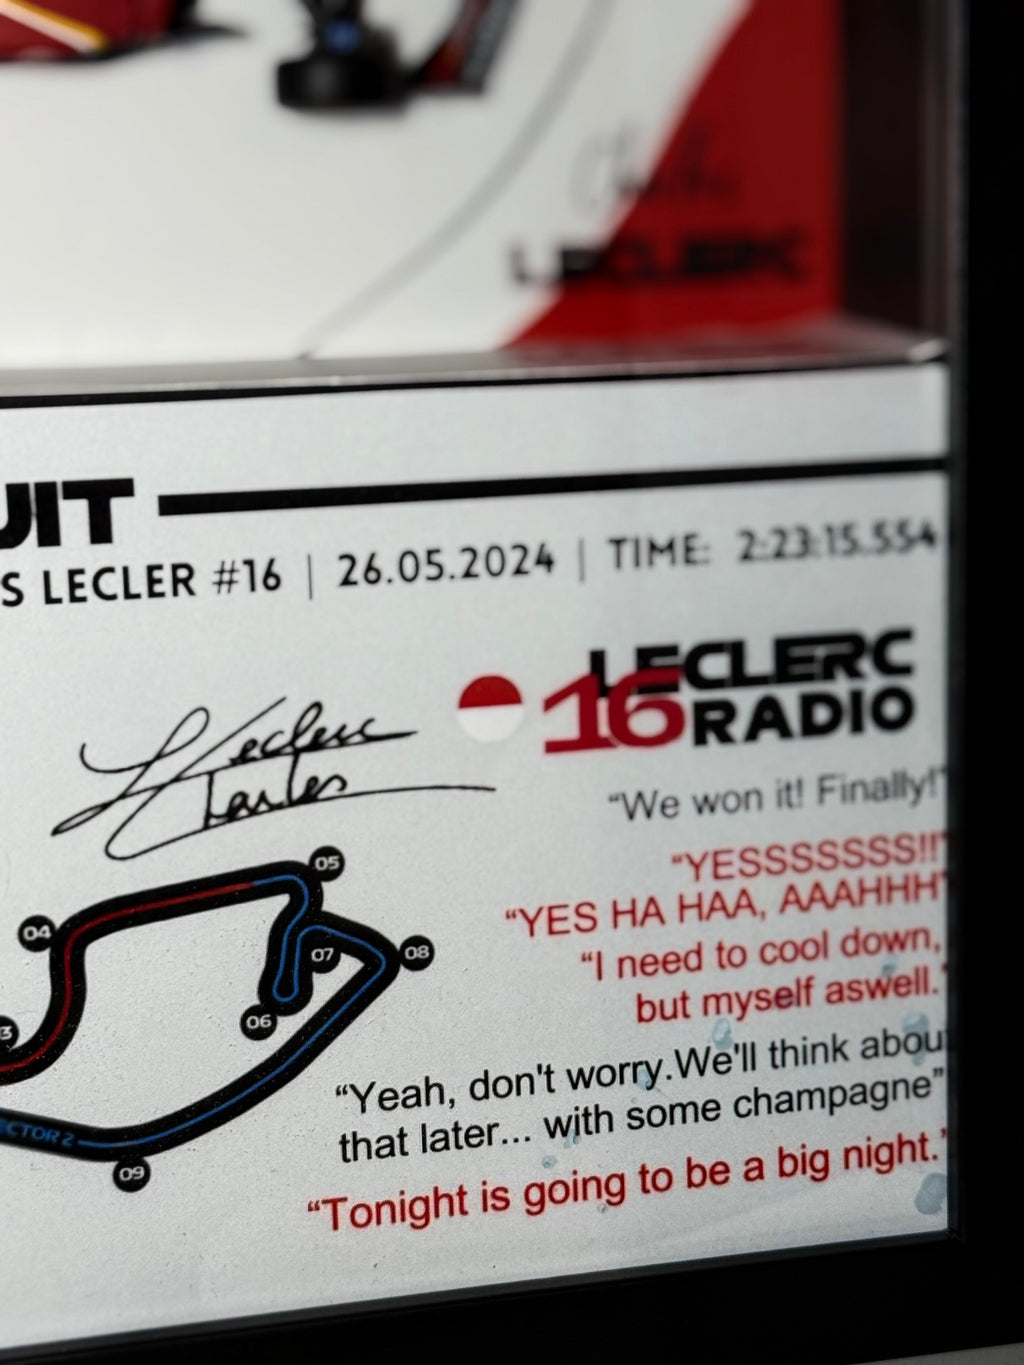 LECLERC
UIT
S LECLER #16 | 26.05.2024 | TIME: 2:23:15.554
LECLERC
16 RADIO
Leclerc
Charles
“We won it! Finally!”
“YESSSSSSS!!”
“YES HA HAA, AAAHHH”
“I need to cool down,
but myself aswell.”
“Yeah, don't worry.We'll think abou
that later... with some champagne”
“Tonight is going to be a big night.”
05
04
07
08
06
3
ECTOR 2
09